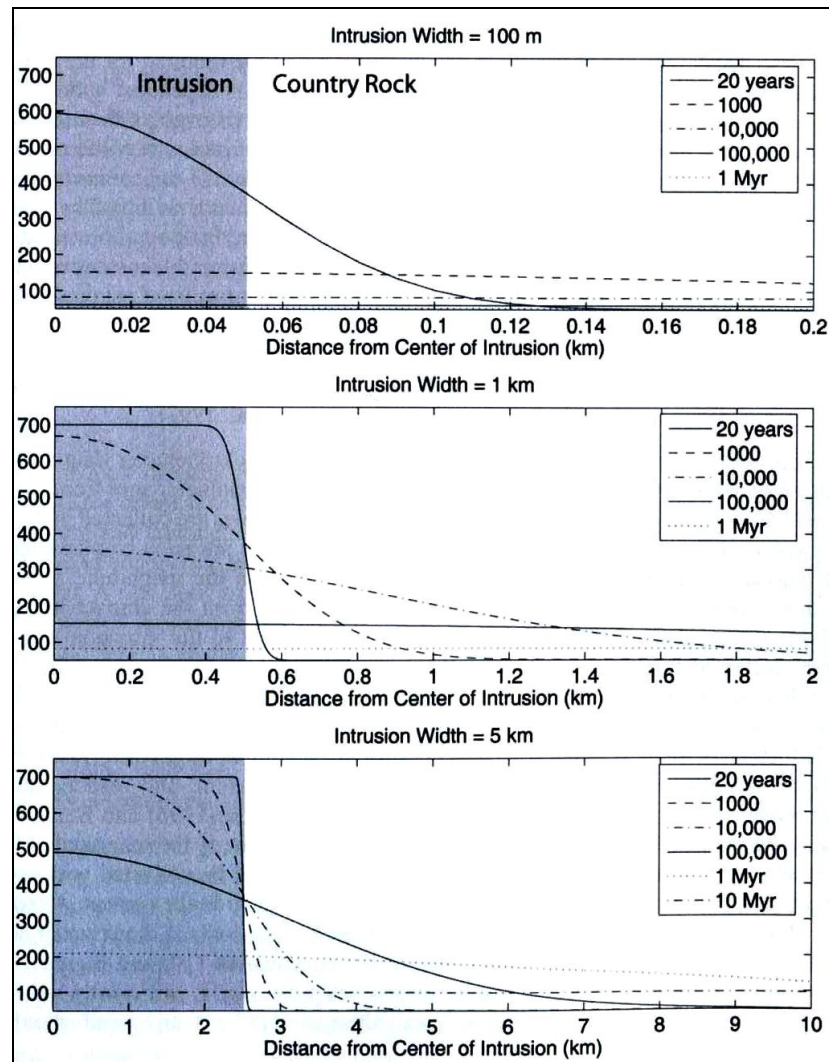 Intrusion Width = 100 m
700
600
500
400
300
200
100
Intrusion Country Rock
20 years
1000
10,000
100,000
1 Myr
0 0.02 0.04 0.06 0.08 0.1 0.12 0.14 0.16 0.18 0.2
Distance from Center of Intrusion (km)
Intrusion Width = 1 km
700
600
500
400
300
200
100
20 years
1000
10,000
100,000
1 Myr
0 0.2 0.4 0.6 0.8 1.0 1.2 1.4 1.6 1.8 2
Distance from Center of Intrusion (km)
Intrusion Width = 5 km
700
600
500
400
300
200
100
20 years
1000
10,000
100,000
1 Myr
10 Myr
0 1 2 3 4 5 6 7 8 9 10
Distance from Center of Intrusion (km)